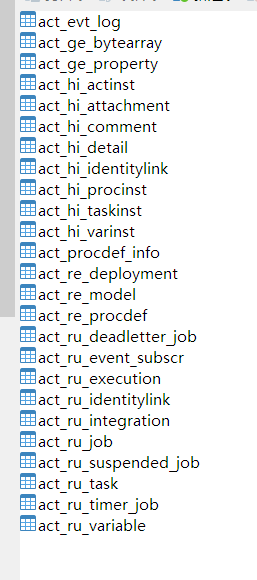 act_evt_log
act_ge_bytearray
act_ge_property
act_hi_actinst
act_hi_attachment
act_hi_comment
act_hi_detail
act_hi_identitylink
act_hi_procinst
act_hi_taskinst
act_hi_varinst
act_procdef_info
act_re_deployment
act_re_model
act_re_procdef
act_ru_deadletter_job
act_ru_event_subscr
act_ru_execution
act_ru_identitylink
act_ru_integration
act_ru_job
act_ru_suspended_job
act_ru_task
act_ru_timer_job
act_ru_variable